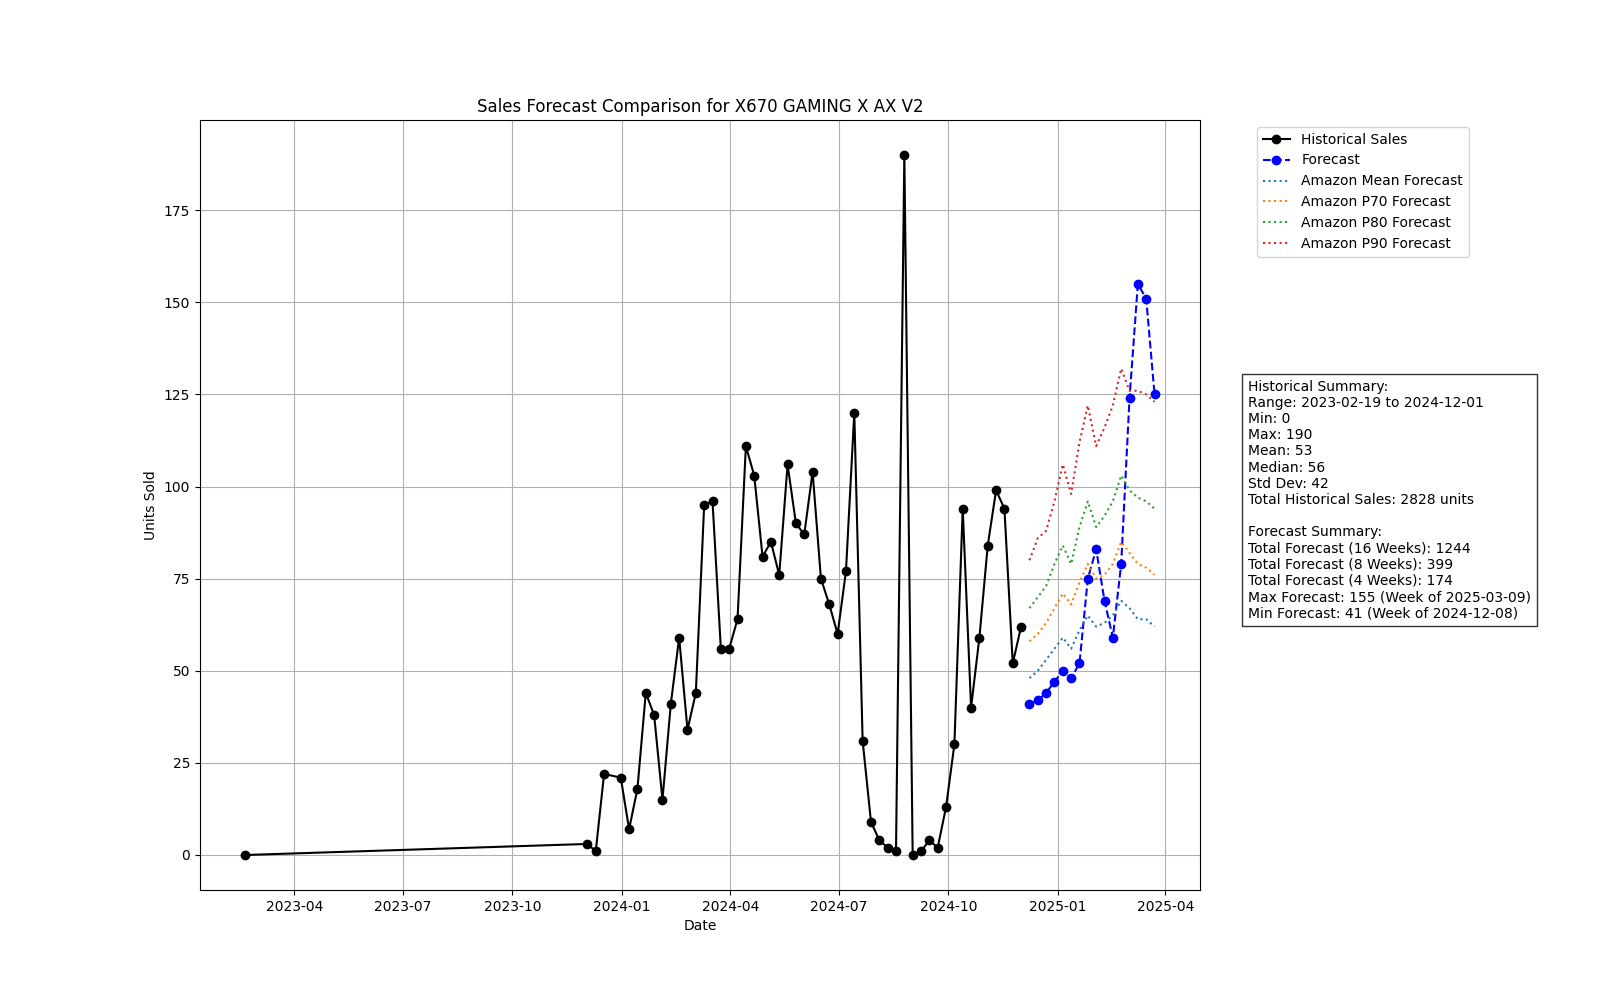 Sales Forecast Comparison for X670 GAMING X AX V2
Historical Sales
Forecast
Amazon Mean Forecast
Amazon P70 Forecast
Amazon P80 Forecast
Amazon P90 Forecast
Units Sold
175
150
125
100
75
50
25
0
2023-04
2023-07
2023-10
2024-01
2024-04
2024-07
2024-10
2025-01
2025-04
Date
Historical Summary:
Range: 2023-02-19 to 2024-12-01
Min: 0
Max: 190
Mean: 53
Median: 56
Std Dev: 42
Total Historical Sales: 2828 units
Forecast Summary:
Total Forecast (16 Weeks): 1244
Total Forecast (8 Weeks): 399
Total Forecast (4 Weeks): 174
Max Forecast: 155 (Week of 2025-03-09)
Min Forecast: 41 (Week of 2024-12-08)